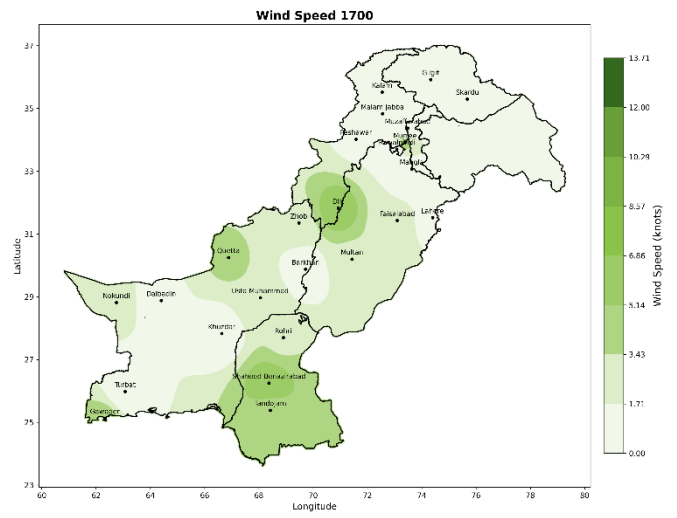 Wind Speed 1700
37
35
33
31
29
27
25
23
60
62
64
66
68
70
72
74
76
78
80
Latitude
Longitude
Kalam
Skardu
Malam Jabba
Peshawar
Murree
Mangla
DIK
Zhob
Faisalabad
Lahore
Quetta
Barkhan
Multan
Nokundi
Dalbadin
Usta Muhammad
Khuzdar
Rohri
Turbat
Shaheed Benazirabad
Tandojam
13.71
12.00
10.29
8.57
6.86
5.14
3.43
1.71
0.00
Wind Speed (knots)